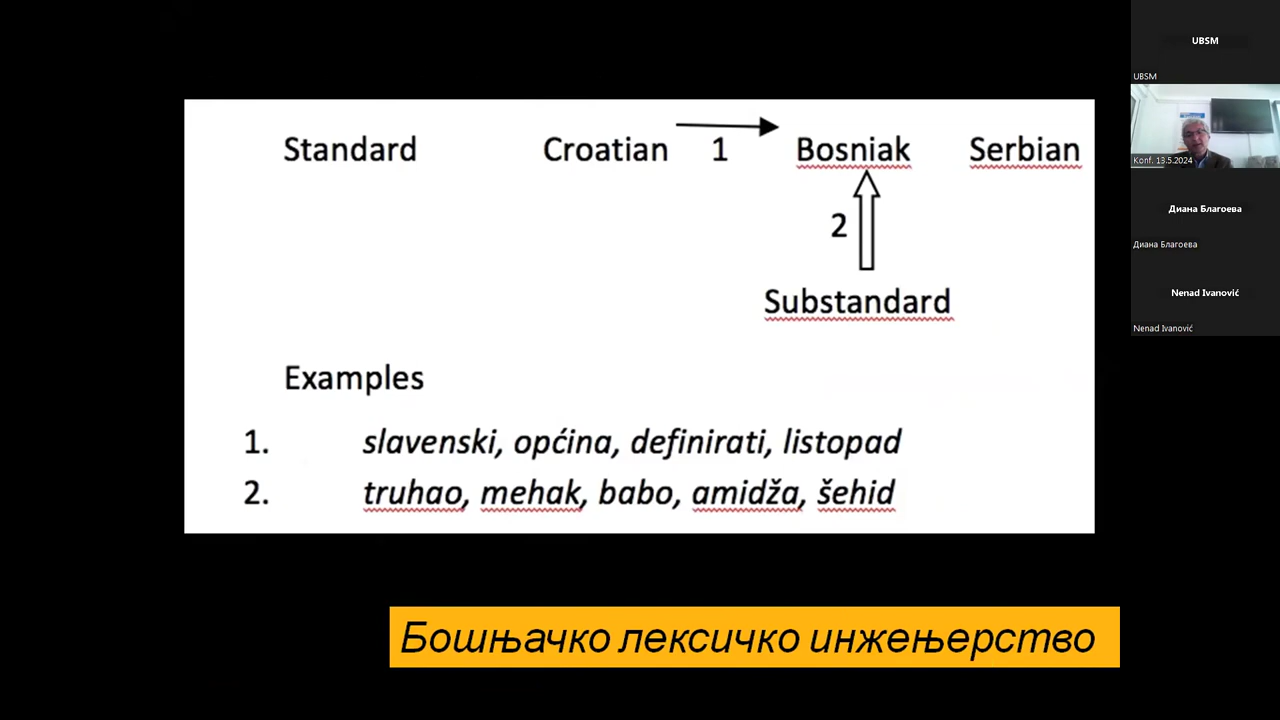 Standard Croatian 1 Bosniak Serbian
2
Substandard
Examples
1. slavenski, općina, definirati, listopad
2. truhao, mehak, babo, amidža, šehid
Бошњачко лексичко инжењерство
UBSM
UBSM
Konf. 13.5.2024
Диана Благоева
Диана Благоева
Nenad Ivanović
Nenad Ivanović